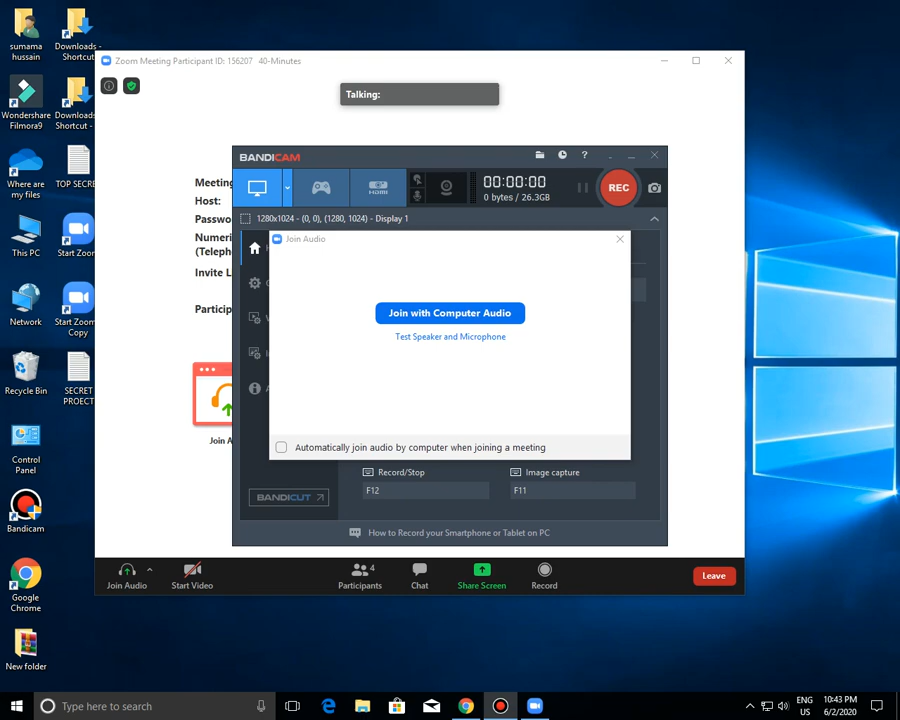 sumama
hussain
Downloads -
Shortcut
Wondershare
Filmora9
Downloads
Shortcut -
Where are
my files
TOP SECRE
This PC
Start Zoom
Network
Start Zoom
Copy
Recycle Bin
SECRET
PROECT
Control
Panel
Bandicam
Google
Chrome
New folder
Zoom Meeting Participant ID: 156207 40-Minutes
Talking:
Meeting
Host:
Passwo
Numeri
(Teleph
Invite L
Particip
Join A
BANDICAM
?
HDMI
00:00:00
0 bytes / 26.3GB
REC
1280x1024 - (0, 0), (1280, 1024) - Display 1
Join Audio
Join with Computer Audio
Test Speaker and Microphone
Automatically join audio by computer when joining a meeting
Record/Stop
Image capture
F12
F11
BANDICUT
How to Record your Smartphone or Tablet on PC
Join Audio
Start Video
4
Participants
Chat
Share Screen
Record
Leave
Type here to search
ENG
US
10:43 PM
6/2/2020